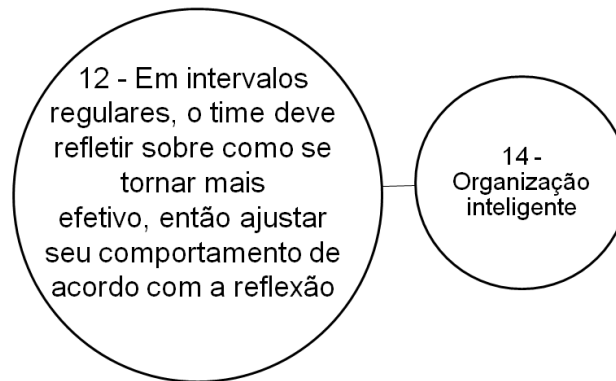 12 - Em intervalos
regulares, o time deve
refletir sobre como se
tornar mais
efetivo, então ajustar
seu comportamento de
acordo com a reflexão
14 -
Organização
inteligente